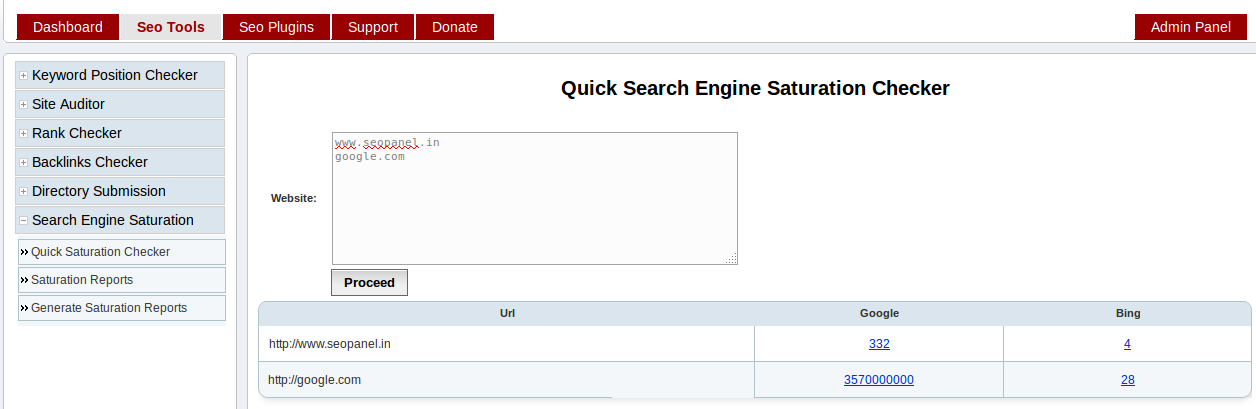 Dashboard Seo Tools Seo Plugins Support Donate Admin Panel
Keyword Position Checker
Site Auditor
Rank Checker
Backlinks Checker
Directory Submission
Search Engine Saturation
Quick Saturation Checker
Saturation Reports
Generate Saturation Reports
Quick Search Engine Saturation Checker
Website:
www.seopanel.in
google.com
Proceed
Url Google Bing
http://www.seopanel.in 332 4
http://google.com 3570000000 28